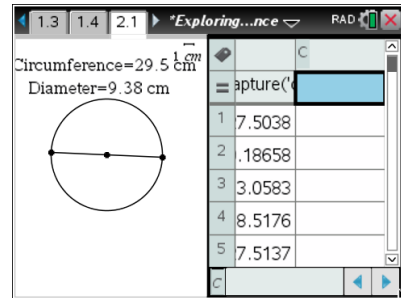 1.3 1.4 2.1 *Exploring...nce RAD
1 cm
Circumference=29.5 cm
Diameter=9.38 cm
C
= apture('c
1 7.5038
2 .18658
3 3.0583
4 8.5176
5 7.5137
C